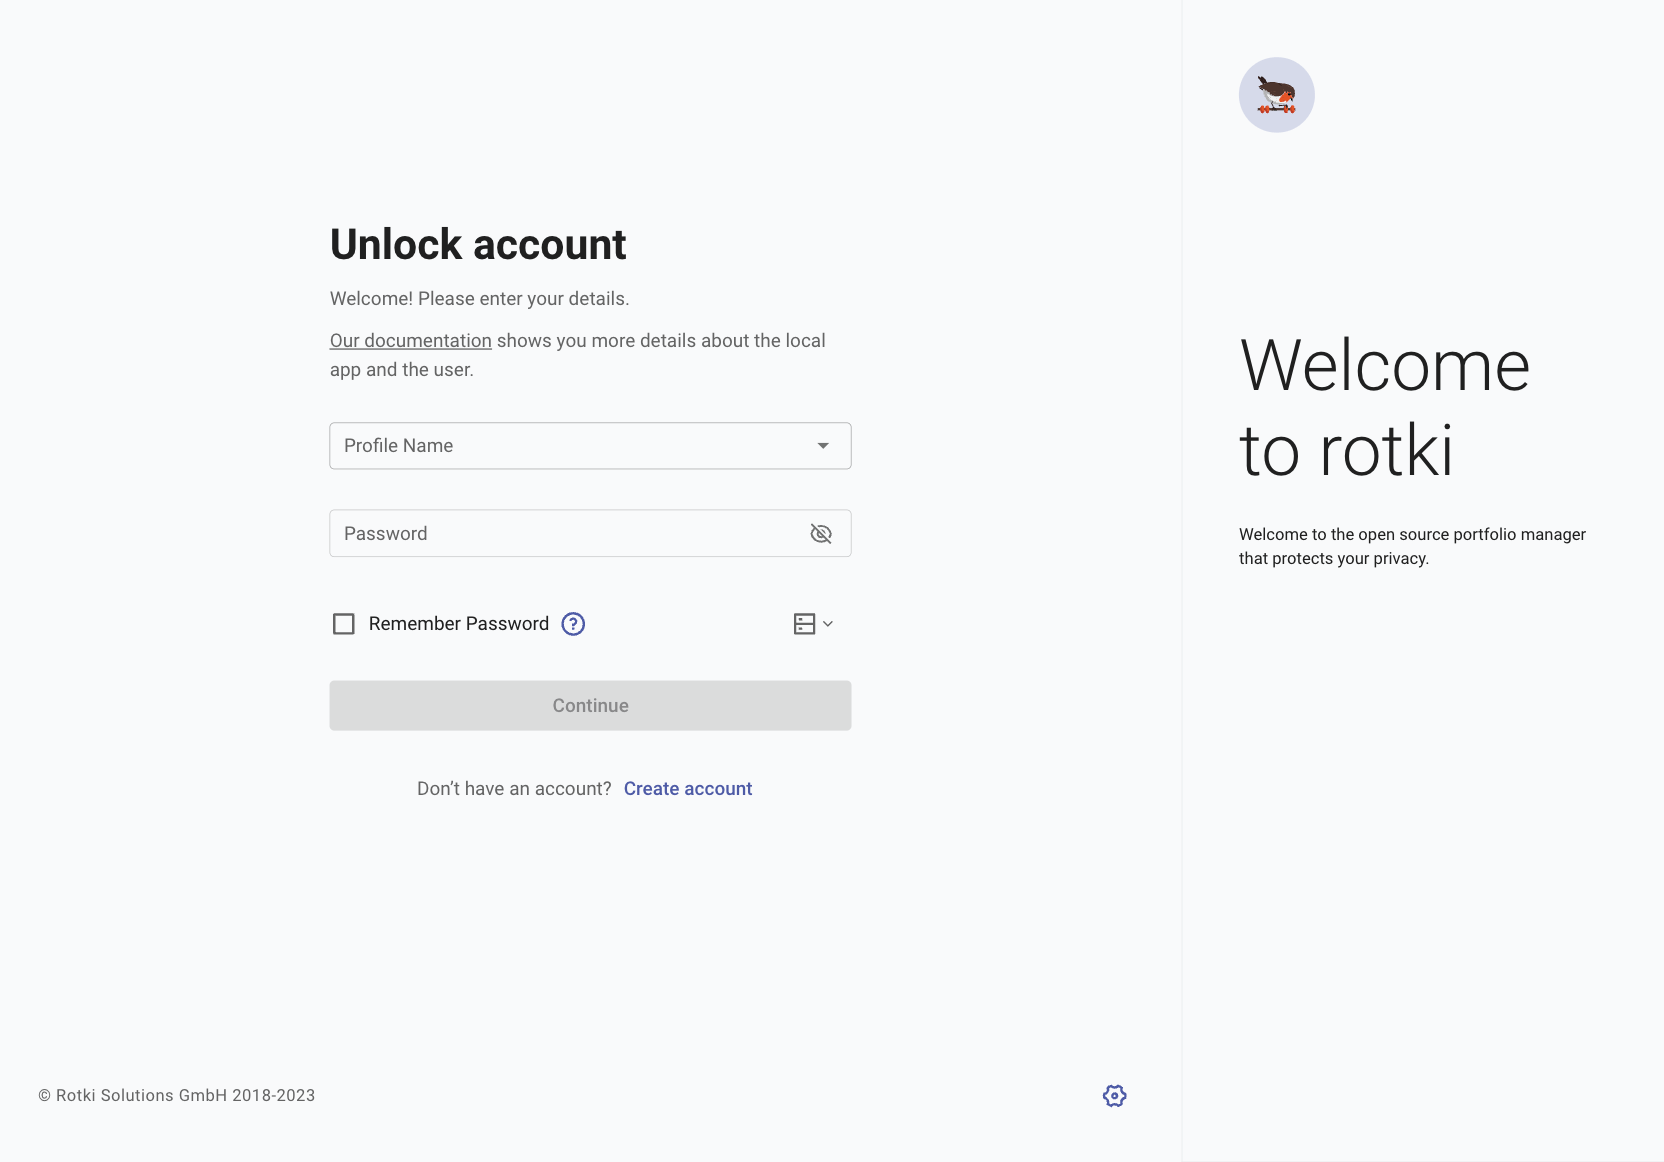 Unlock account
Welcome! Please enter your details.
Our documentation shows you more details about the local
app and the user.
Profile Name
Password
Remember Password
Continue
Don’t have an account? Create account
© Rotki Solutions GmbH 2018-2023
Welcome
to rotki
Welcome to the open source portfolio manager
that protects your privacy.